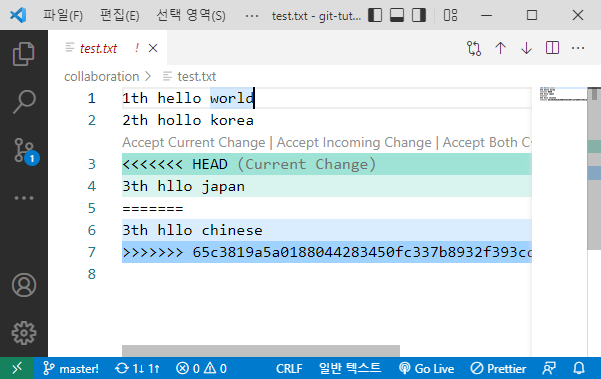 파일(F) 편집(E) 선택 영역(S) ··· test.txt - git-tut...
test.txt ! ×
collaboration > test.txt
1 1th hello world
2 2th hollo korea
Accept Current Change | Accept Incoming Change | Accept Both C
3 <<<<<<< HEAD (Current Change)
4 3th hllo japan
5 =======
6 3th hllo chinese
7 >>>>>>> 65c3819a5a0188044283450fc337b8932f393cc
8
1
master! 1↓ 1↑ 0 0 CRLF 일반 텍스트 Go Live Prettier